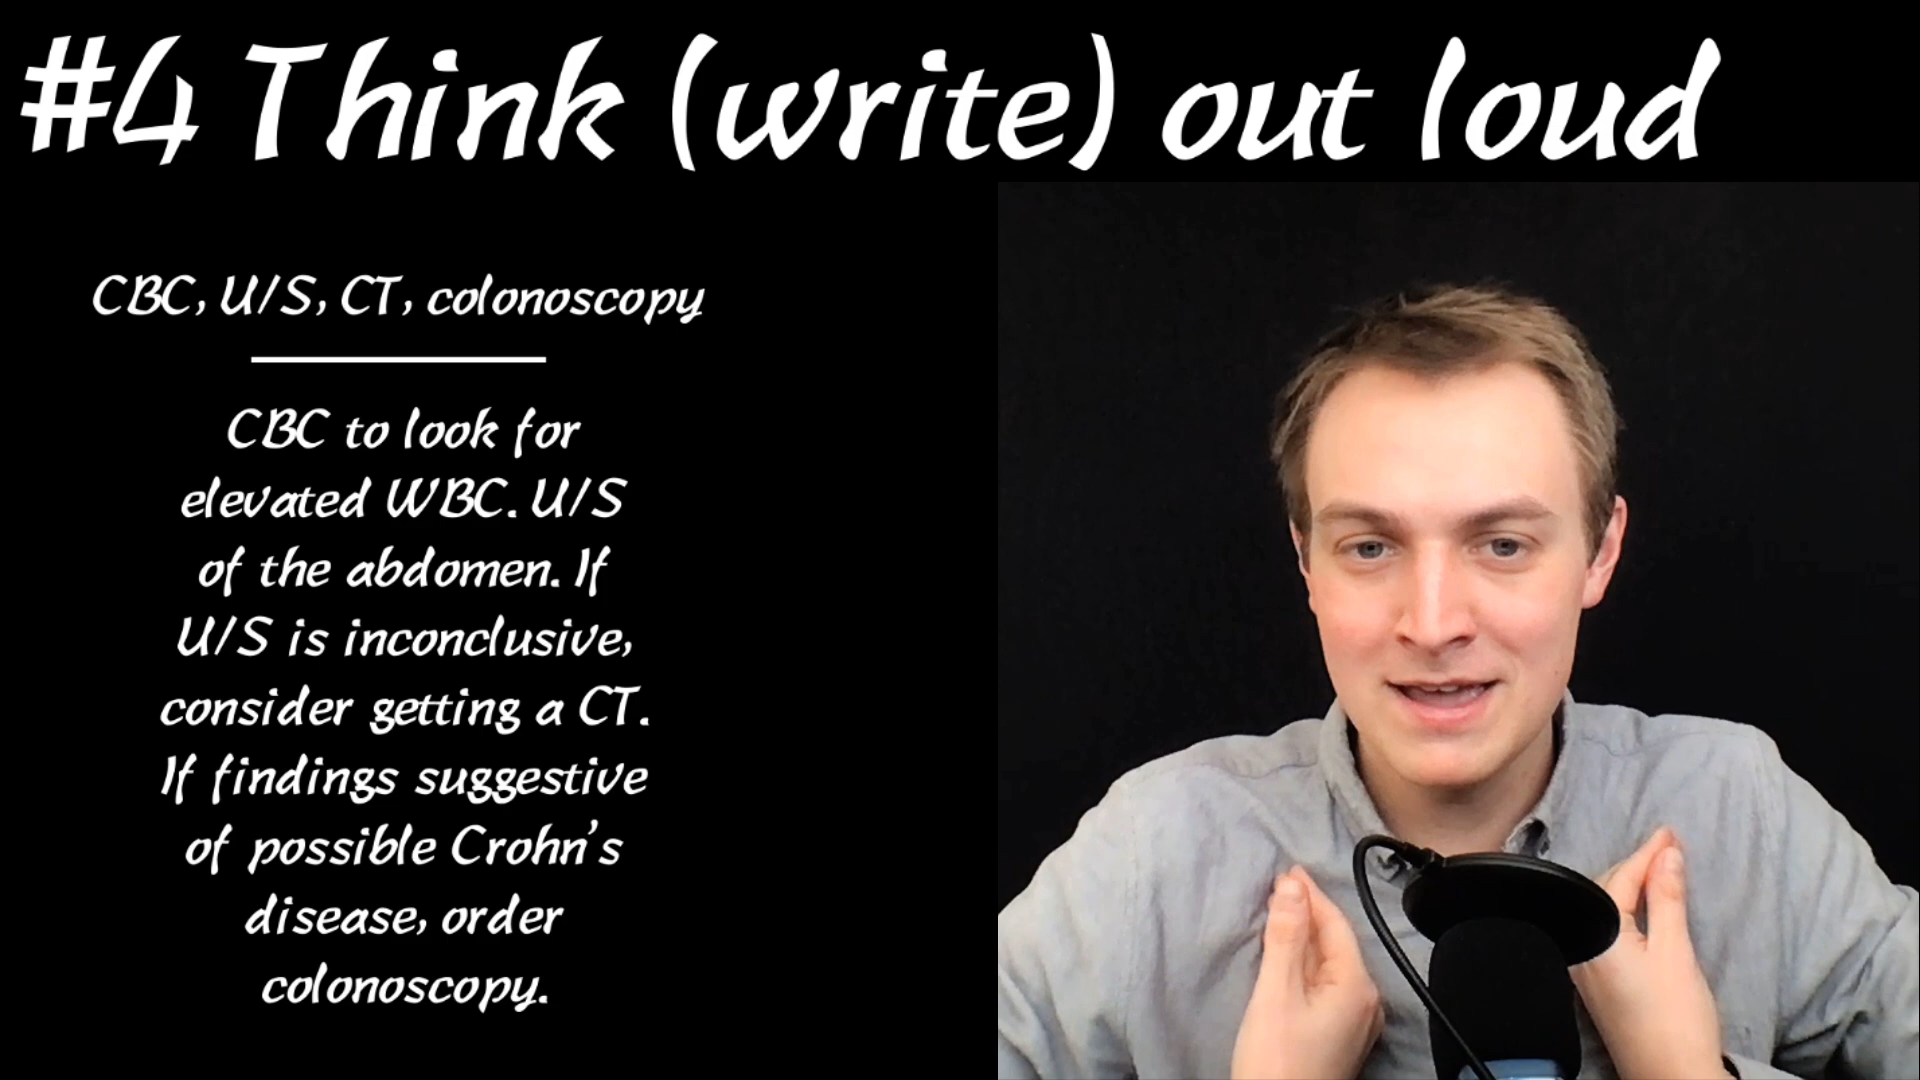 #4 Think (write) out loud
CBC, U/S, CT, colonoscopy
CBC to look for
elevated WBC. U/S
of the abdomen. If
U/S is inconclusive,
consider getting a CT.
If findings suggestive
of possible Crohn's
disease, order
colonoscopy.